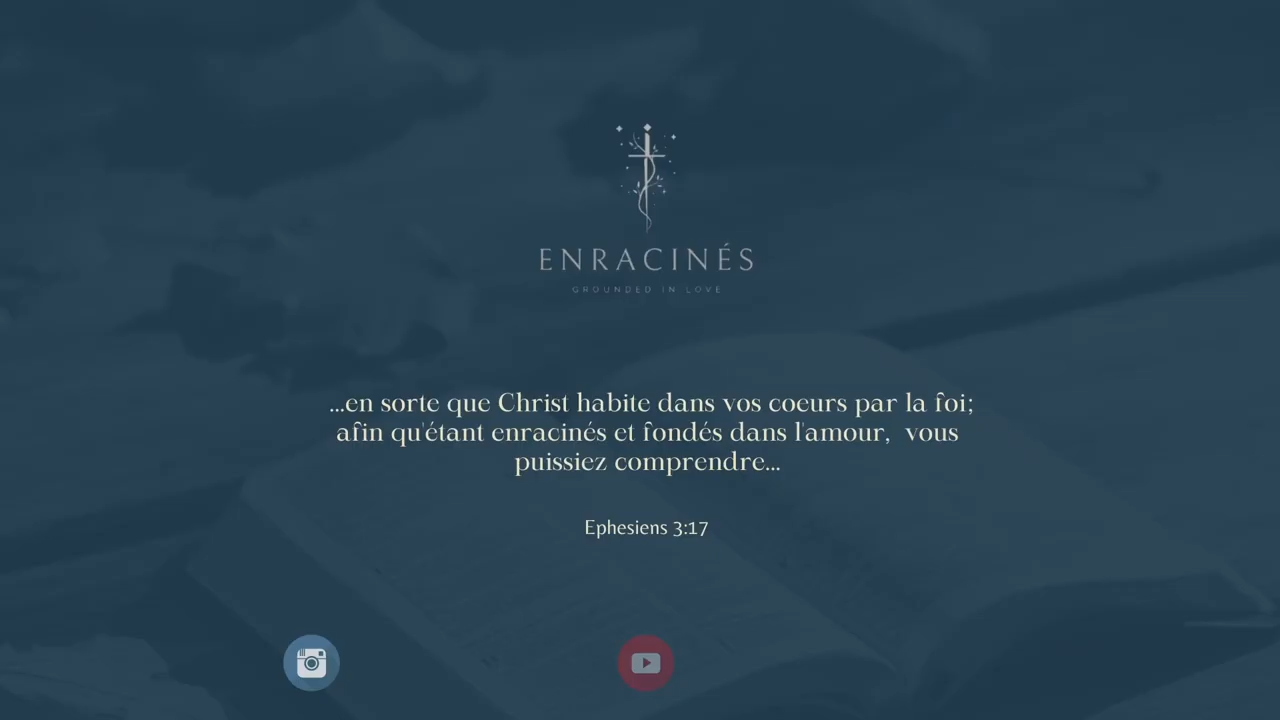 ENRACINÉS
GROUNDED IN LOVE
...en sorte que Christ habite dans vos coeurs par la foi;
afin qu'étant enracinés et fondés dans l'amour, vous
puissiez comprendre...
Ephesiens 3:17